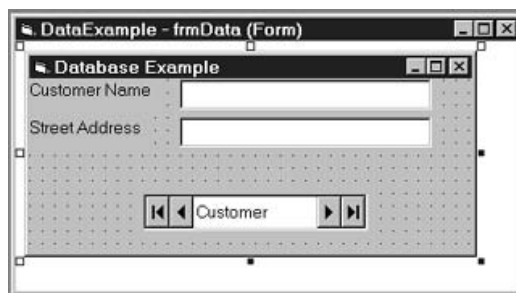 DataExample - frmData (Form)
Database Example
Customer Name
Street Address
Customer